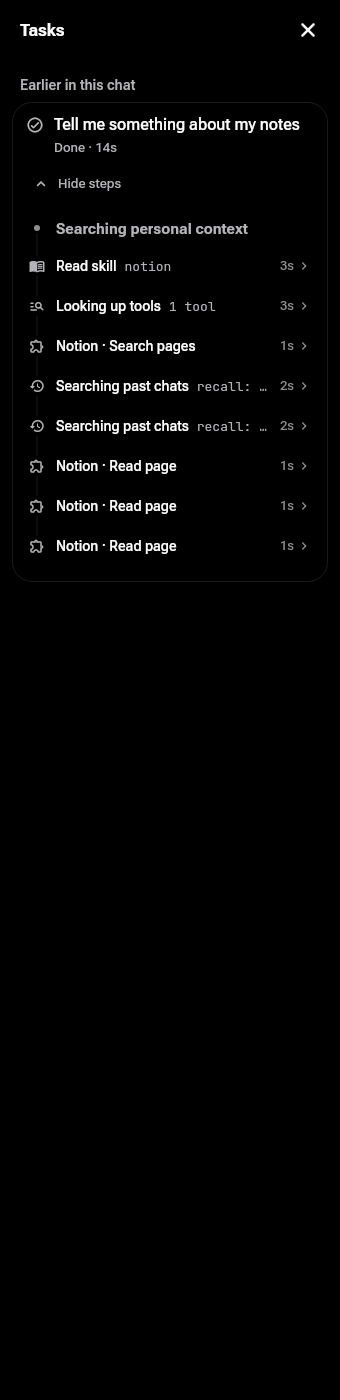 Tasks
Earlier in this chat
Tell me something about my notes
Done · 14s
Hide steps
Searching personal context
Read skill notion 3s
Looking up tools 1 tool 3s
Notion · Search pages 1s
Searching past chats recall: … 2s
Searching past chats recall: … 2s
Notion · Read page 1s
Notion · Read page 1s
Notion · Read page 1s